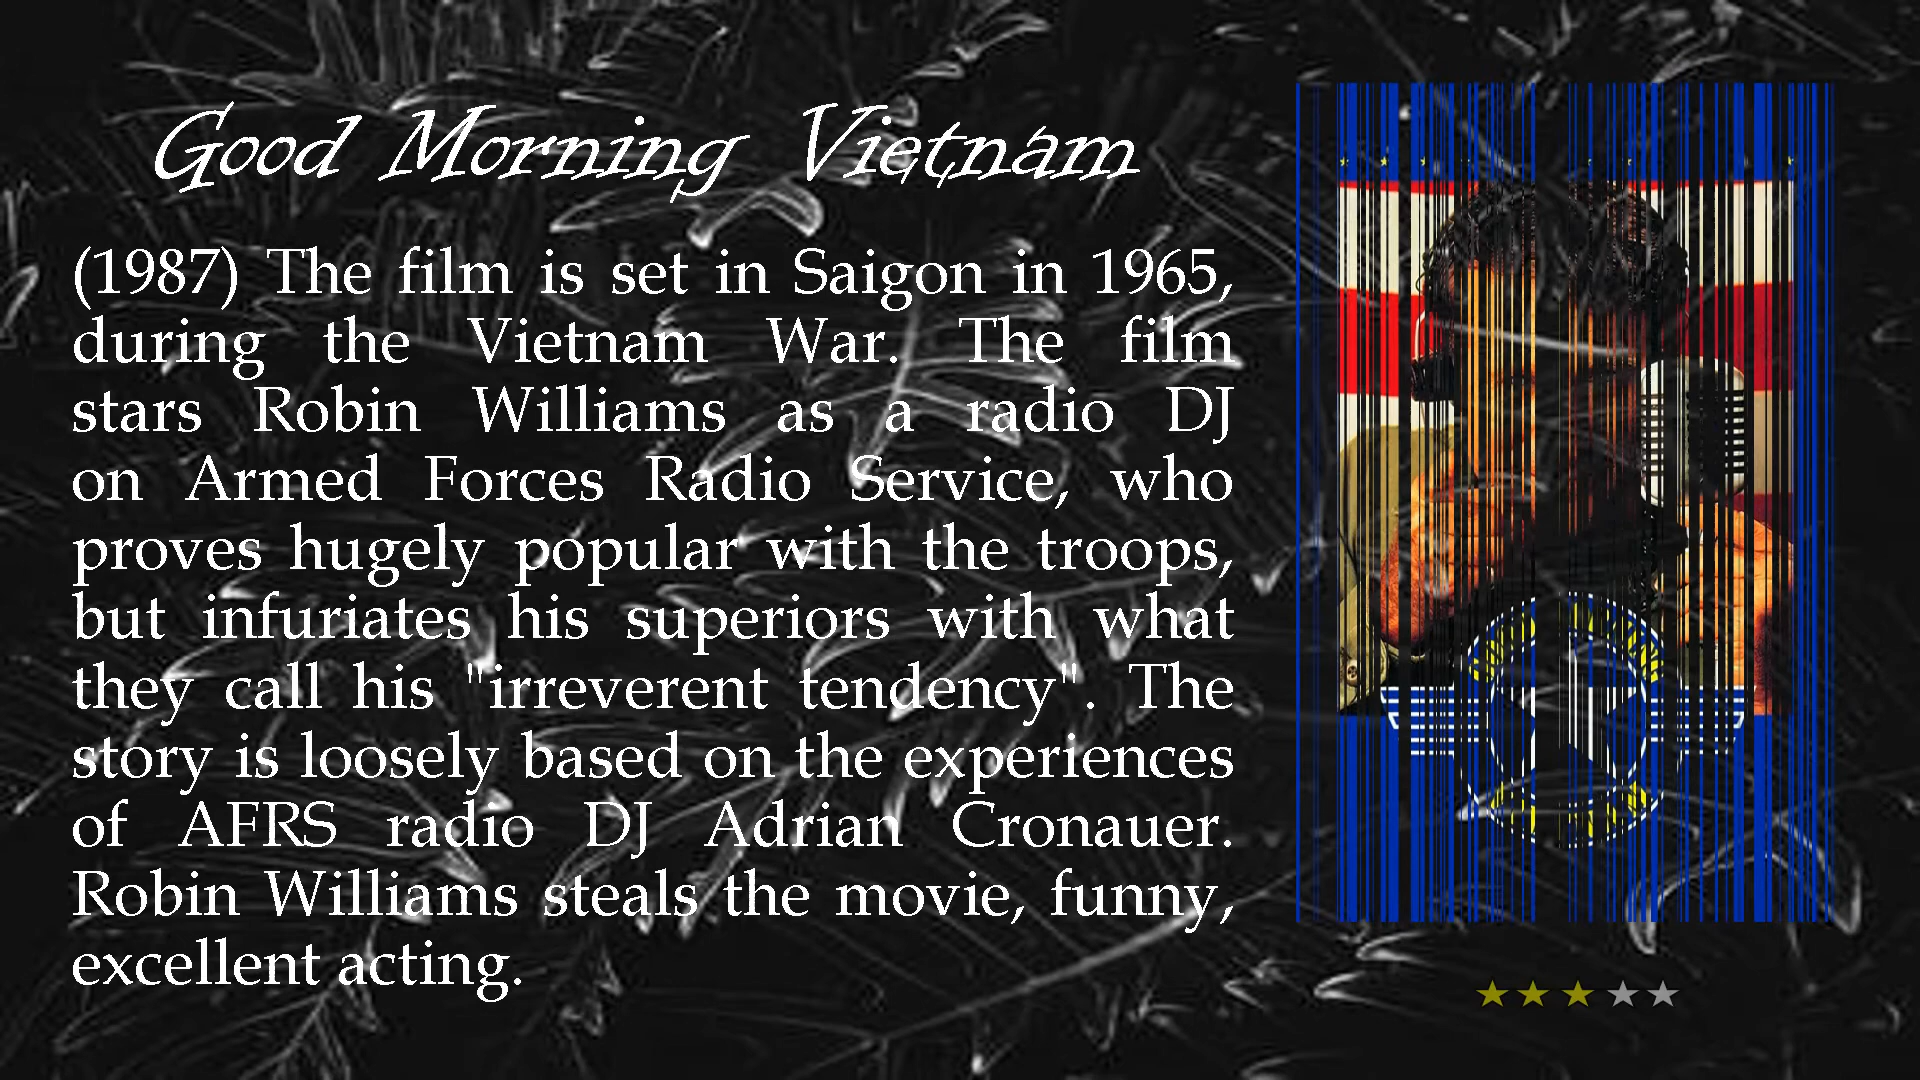 Good Morning Vietnam
(1987) The film is set in Saigon in 1965,
during the Vietnam War. The film
stars Robin Williams as a radio DJ
on Armed Forces Radio Service, who
proves hugely popular with the troops,
but infuriates his superiors with what
they call his "irreverent tendency". The
story is loosely based on the experiences
of AFRS radio DJ Adrian Cronauer.
Robin Williams steals the movie, funny,
excellent acting.